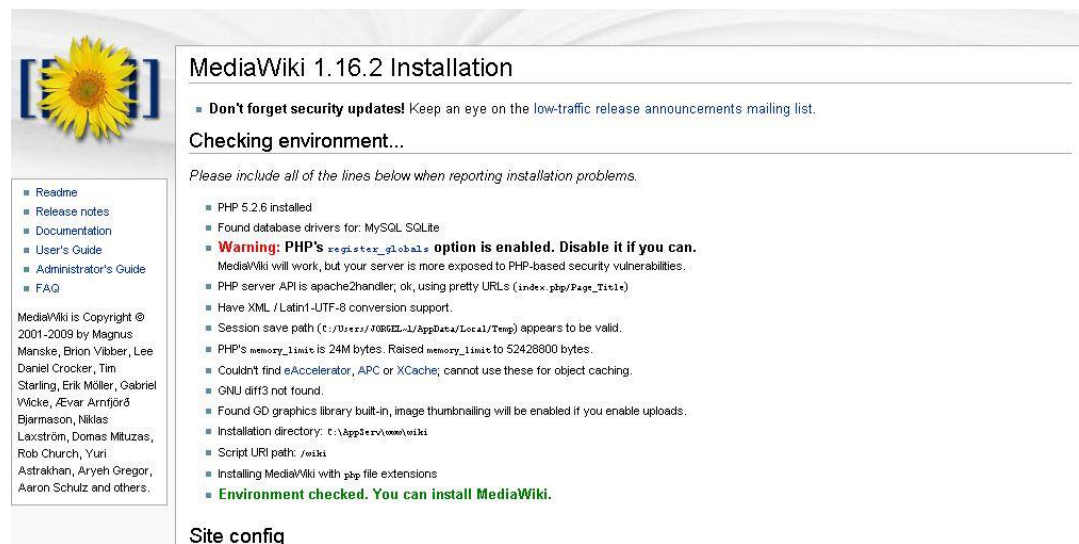 MediaWiki 1.16.2 Installation
Don't forget security updates! Keep an eye on the low-traffic release announcements mailing list.
Checking environment...
Please include all of the lines below when reporting installation problems.
PHP 5.2.6 installed
Found database drivers for: MySQL SQLite
Warning: PHP's register_globals option is enabled. Disable it if you can.
MediaWiki will work, but your server is more exposed to PHP-based security vulnerabilities.
PHP server API is apache2handler; ok, using pretty URLs (index.php/Page_Title)
Have XML / Latin1-UTF-8 conversion support.
Session save path (C:/Users/JORGEL~1/AppData/Local/Temp) appears to be valid.
PHP's memory_limit is 24M bytes. Raised memory_limit to 52428800 bytes.
Couldn't find eAccelerator, APC or XCache; cannot use these for object caching.
GNU diff3 not found.
Found GD graphics library built-in, image thumbnailing will be enabled if you enable uploads.
Installation directory: C:\AppServ\www\wiki
Script URI path: /wiki
Installing MediaWiki with php file extensions
Environment checked. You can install MediaWiki.
Site config
Readme
Release notes
Documentation
User's Guide
Administrator's Guide
FAQ
MediaWiki is Copyright ©
2001-2009 by Magnus
Manske, Brion Vibber, Lee
Daniel Crocker, Tim
Starling, Erik Möller, Gabriel
Wicke, Ævar Arnfjörð
Bjarmason, Niklas
Laxström, Domas Mituzas,
Rob Church, Yuri
Astrakhan, Aryeh Gregor,
Aaron Schulz and others.